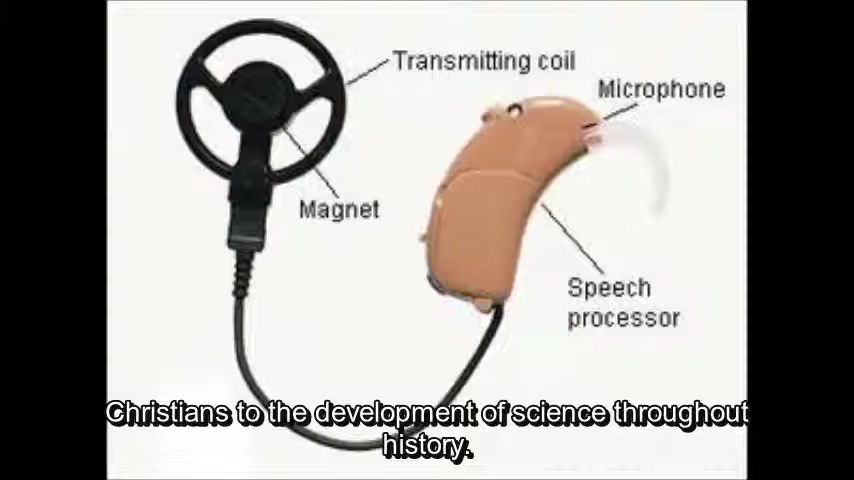 Transmitting coil
Microphone
Magnet
Speech
processor
Christians to the development of science throughout
history.